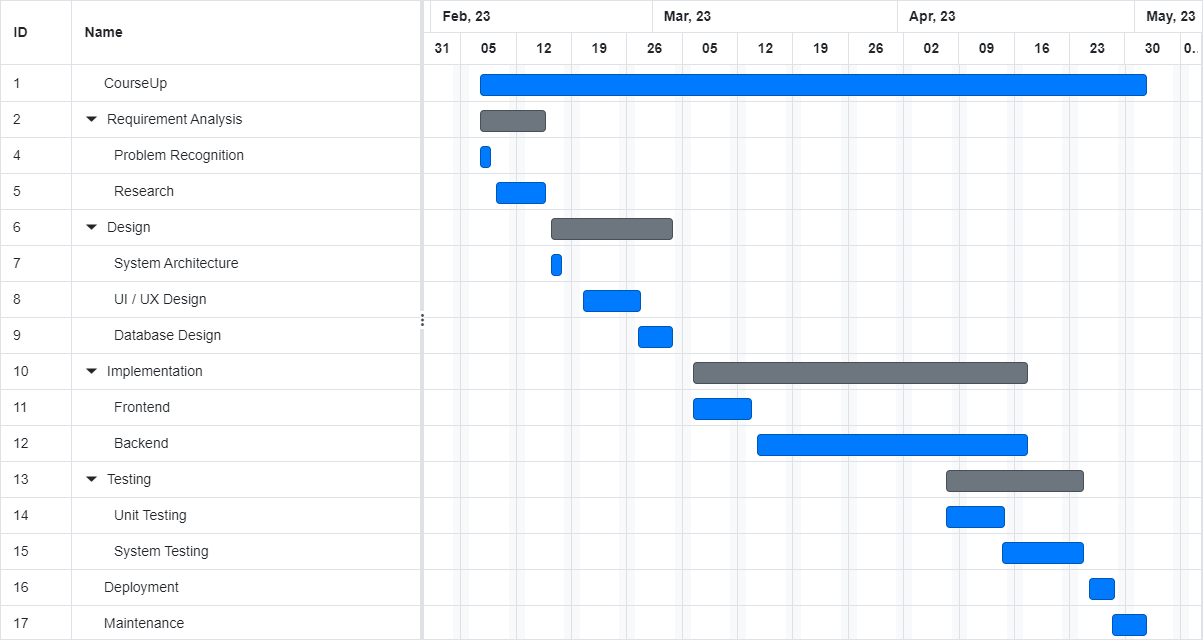 ID Name Feb, 23 Mar, 23 Apr, 23 May, 23
31 05 12 19 26 05 12 19 26 02 09 16 23 30 0..
1 CourseUp
2 Requirement Analysis
4 Problem Recognition
5 Research
6 Design
7 System Architecture
8 UI / UX Design
9 Database Design
10 Implementation
11 Frontend
12 Backend
13 Testing
14 Unit Testing
15 System Testing
16 Deployment
17 Maintenance